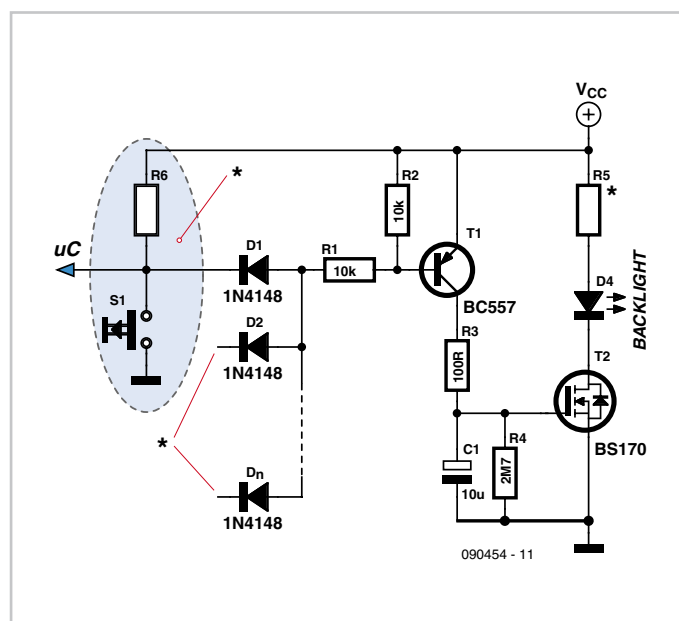 VCC
R6
*
R2
R5
*
10k
T1
uC
D1
R1
D4
BACKLIGHT
10k
S1
1N4148
BC557
D2
R3
T2
1N4148
100R
*
C1
R4
BS170
Dn
10u
2M7
1N4148
090454 - 11